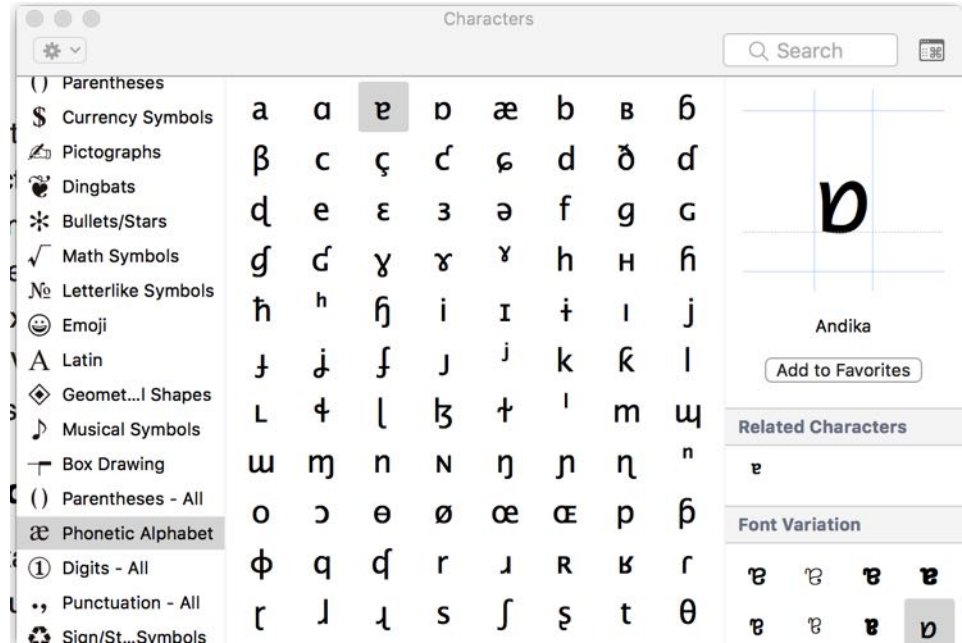 Characters
Search
( ) Parentheses
$ Currency Symbols
Pictographs
Dingbats
Bullets/Stars
√ Math Symbols
№ Letterlike Symbols
Emoji
A Latin
Geomet...l Shapes
Musical Symbols
Box Drawing
( ) Parentheses - All
æ Phonetic Alphabet
① Digits - All
., Punctuation - All
Sign/St...Symbols
a ɑ ɐ ɒ æ b ʙ ɓ
β c ç ƈ ɕ d ð ɗ
ɖ e ɛ ɜ ə f ɡ ɢ
ɠ ʛ ɣ ɤ ˠ h ʜ ɦ
ħ ʰ ɧ i ɪ ɨ ı j
ɟ ʝ ʄ ȷ ʲ k ƙ l
ʟ ɭ ɮ ɫ ˡ m ɰ
ɯ ɱ n ɴ ŋ ɲ ɳ ⁿ
o ɔ ɵ ø œ ɶ p ƥ
ɸ q ʠ r ɹ ʀ ʁ ɾ
ɽ ɺ ɻ s ʃ ʂ t θ
Andika
Add to Favorites
Related Characters
ɐ
Font Variation